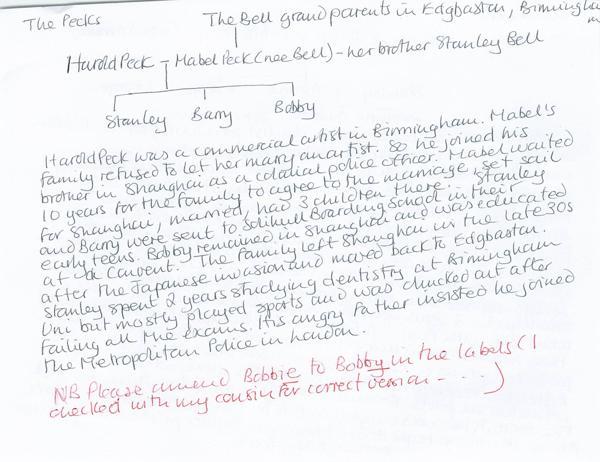 The Pecks
The Bell grandparents in Edgbaston, Birmingham
Harold Peck - Mabel Peck (nee Bell) - her brother Stanley Bell
Stanley Barry Bobby
Harold Peck was a commercial artist in Birmingham. Mabel's
family refused to let her marry an artist. So he joined his
brother in Shanghai as a colonial police officer. Mabel waited
10 years for the family to agree to the marriage, set sail
for Shanghai, married, had 3 children there. Stanley
and Barry were sent to Solihull Boarding School in their
early teens. Bobby remained in Shanghai and was educated
at a Convent. The family left Shanghai in the late 30s
after the Japanese invasion and moved back to Edgbaston.
Stanley spent 2 years studying dentistry at Birmingham
Uni but mostly played sports and was chucked out after
failing all the exams. His angry father insisted he joined
the Metropolitan Police in London.
NB Please amend Bobbie to Bobby in the labels (I
checked with my cousin for correct version - . . .)